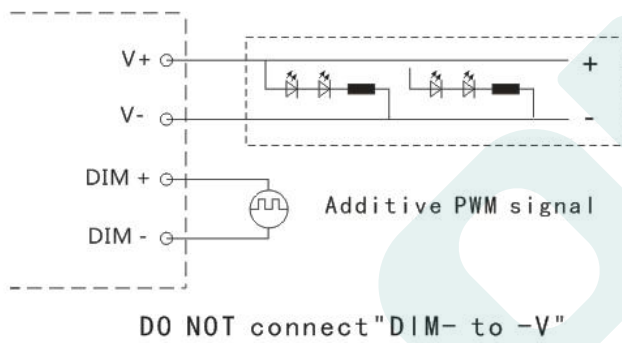 V+
+
V-
-
DIM +
Additive PWM signal
DIM -
DO NOT connect"DIM- to -V"